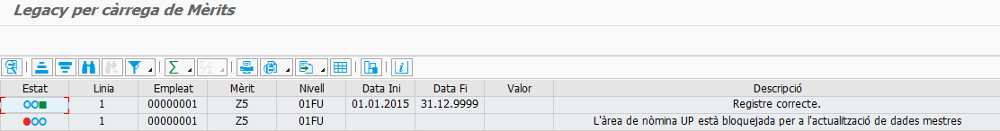 Legacy per càrrega de Mèrits
Estat Linia Empleat Mèrit Nivell Data Ini Data Fi Valor Descripció
1 00000001 Z5 01FU 01.01.2015 31.12.9999 Registre correcte.
1 00000001 Z5 01FU L'àrea de nòmina UP està bloquejada per a l'actualització de dades mestres